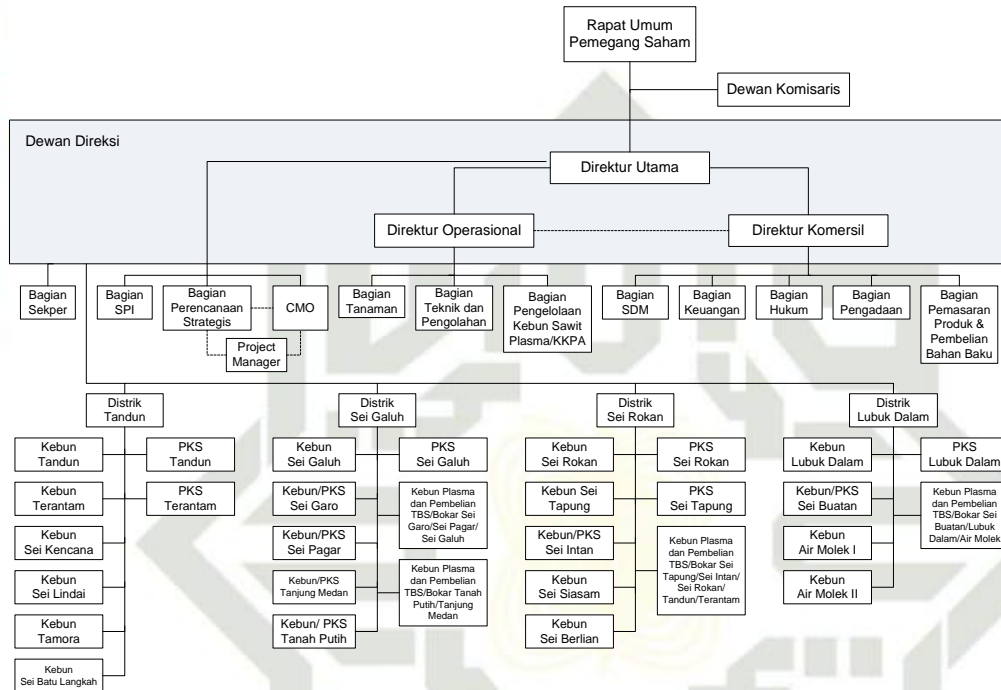 Rapat Umum
Pemegang Saham
Dewan Komisaris
Dewan Direksi
Direktur Utama
Direktur Operasional
Direktur Komersil
Bagian
Sekper
Bagian
SPI
Bagian
Perencanaan
Strategis
CMO
Project
Manager
Bagian
Tanaman
Bagian
Teknik dan
Pengolahan
Bagian
Pengelolaan
Kebun Sawit
Plasma/KKPA
Bagian
SDM
Bagian
Keuangan
Bagian
Hukum
Bagian
Pengadaan
Bagian
Pemasaran
Produk &
Pembelian
Bahan Baku
Distrik
Tandun
Kebun
Tandun
PKS
Tandun
Kebun
Terantam
PKS
Terantam
Kebun
Sei Kencana
Kebun
Sei Lindai
Kebun
Tamora
Kebun
Sei Batu Langkah
Distrik
Sei Galuh
Kebun
Sei Galuh
PKS
Sei Galuh
Kebun/PKS
Sei Garo
Kebun Plasma
dan Pembelian
TBS/Bokar Sei
Garo/Sei Pagar/
Sei Galuh
Kebun/PKS
Sei Pagar
Kebun/PKS
Tanjung Medan
Kebun Plasma
dan Pembelian
TBS/Bokar Tanah
Putih/Tanjung
Medan
Kebun/ PKS
Tanah Putih
Distrik
Sei Rokan
Kebun
Sei Rokan
PKS
Sei Rokan
Kebun Sei
Tapung
PKS
Sei Tapung
Kebun/PKS
Sei Intan
Kebun Plasma
dan Pembelian
TBS/Bokar Sei
Tapung/Sei Intan/
Sei Rokan/
Tandun/Terantam
Kebun
Sei Siasam
Kebun
Sei Berlian
Distrik
Lubuk Dalam
Kebun
Lubuk Dalam
PKS
Lubuk Dalam
Kebun/PKS
Sei Buatan
Kebun Plasma
dan Pembelian
TBS/Bokar Sei
Buatan/Lubuk
Dalam/Air Molek
Kebun
Air Molek I
Kebun
Air Molek II